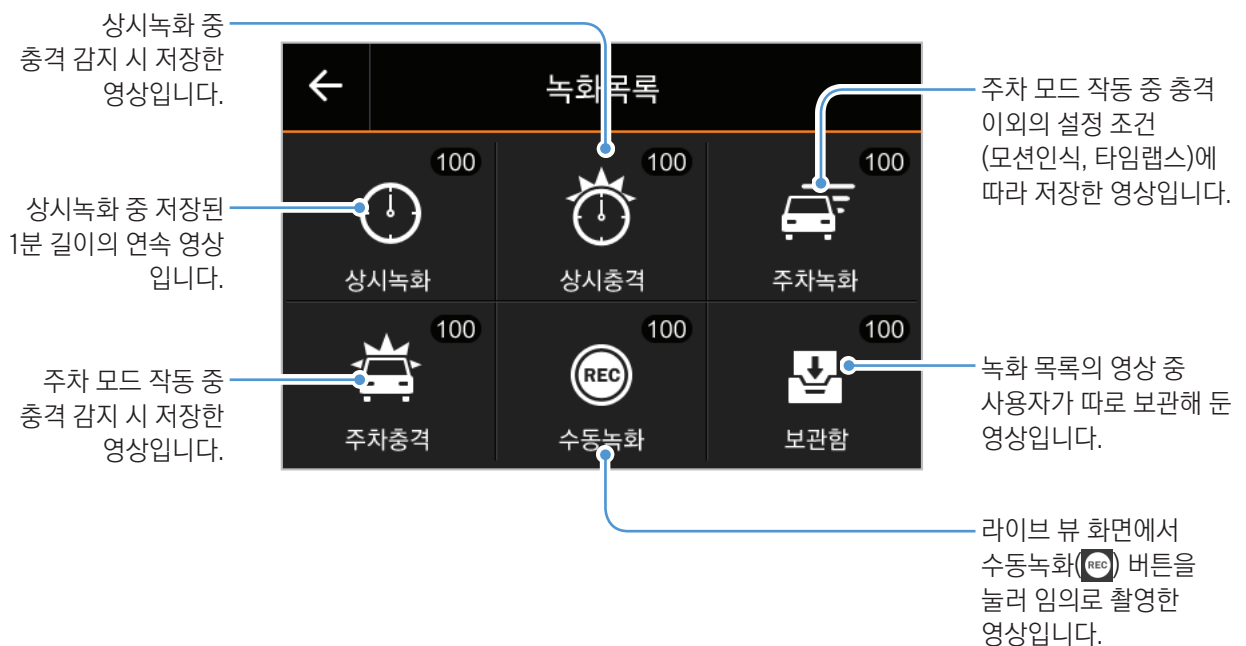 상시녹화 중
충격 감지 시 저장한
영상입니다.
녹화목록
주차 모드 작동 중 충격
이외의 설정 조건
(모션인식, 타임랩스)에
따라 저장한 영상입니다.
100
100
100
상시녹화 중 저장된
1분 길이의 연속 영상
입니다.
상시녹화
상시충격
주차녹화
100
100
100
REC
주차 모드 작동 중
충격 감지 시 저장한
영상입니다.
녹화 목록의 영상 중
사용자가 따로 보관해 둔
영상입니다.
주차충격
수동녹화
보관함
라이브 뷰 화면에서
수동녹화(REC) 버튼을
눌러 임의로 촬영한
영상입니다.